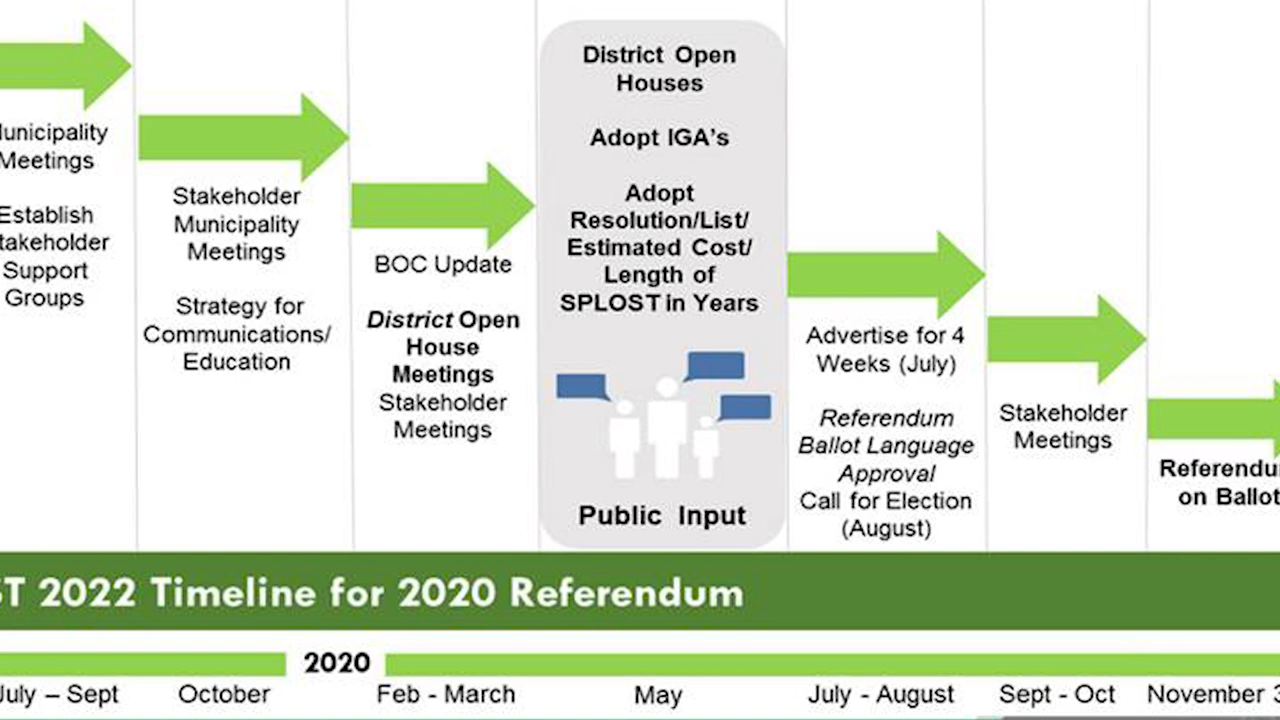 Municipality
Meetings
Establish
Stakeholder
Support
Groups
Stakeholder
Municipality
Meetings
Strategy for
Communications/
Education
BOC Update
District Open
House
Meetings
Stakeholder
Meetings
District Open
Houses
Adopt IGA's
Adopt
Resolution/List/
Estimated Cost/
Length of
SPLOST in Years
Public Input
Advertise for 4
Weeks (July)
Referendum
Ballot Language
Approval
Call for Election
(August)
Stakeholder
Meetings
Referendu
on Ballot
ST 2022 Timeline for 2020 Referendum
2020
July – Sept
October
Feb - March
May
July - August
Sept - Oct
November 3